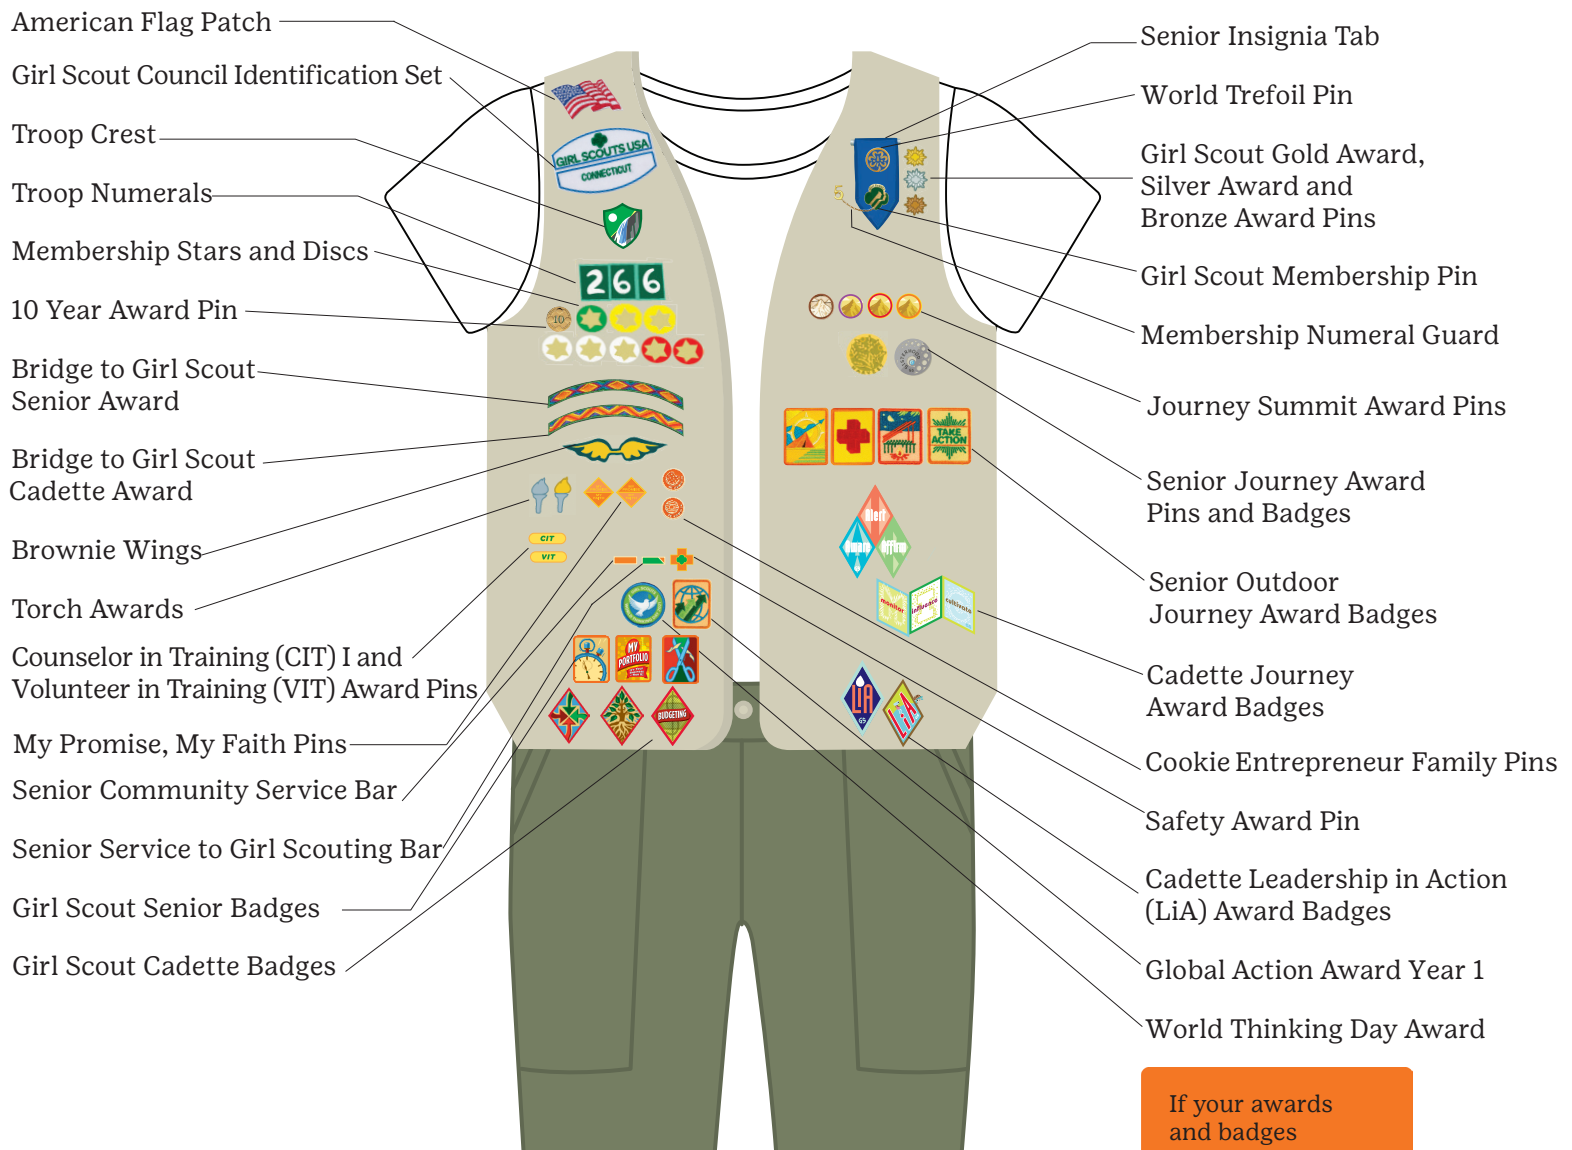 American Flag Patch
Girl Scout Council Identification Set
Troop Crest
Troop Numerals
Membership Stars and Discs
10 Year Award Pin
Bridge to Girl Scout
Senior Award
Bridge to Girl Scout
Cadette Award
Brownie Wings
Torch Awards
Counselor in Training (CIT) I and
Volunteer in Training (VIT) Award Pins
My Promise, My Faith Pins
Senior Community Service Bar
Senior Service to Girl Scouting Bar
Girl Scout Senior Badges
Girl Scout Cadette Badges
GIRL SCOUTS USA
CONNECTICUT
266
10
CIT
VIT
MY
PORTFOLIO
BUDGETING
5
TAKE
ACTION
Alert
Affirm
monitor
influence
cultivate
LiA
GS
LiA
Senior Insignia Tab
World Trefoil Pin
Girl Scout Gold Award,
Silver Award and
Bronze Award Pins
Girl Scout Membership Pin
Membership Numeral Guard
Journey Summit Award Pins
Senior Journey Award
Pins and Badges
Senior Outdoor
Journey Award Badges
Cadette Journey
Award Badges
Cookie Entrepreneur Family Pins
Safety Award Pin
Cadette Leadership in Action
(LiA) Award Badges
Global Action Award Year 1
World Thinking Day Award
If your awards
and badges